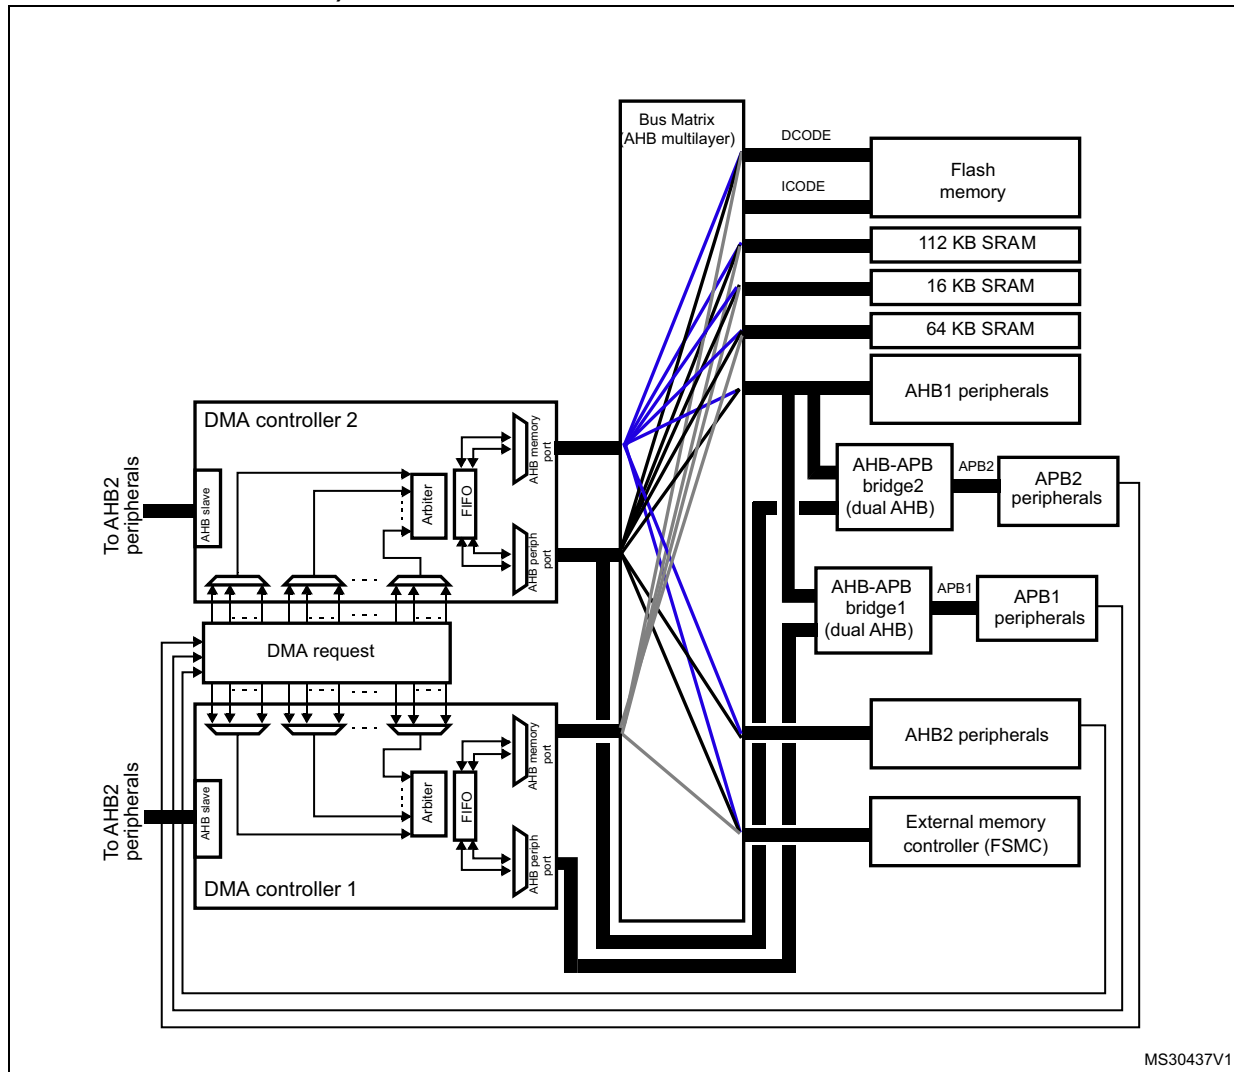 Bus Matrix
(AHB multilayer)
DCODE
ICODE
Flash
memory
112 KB SRAM
16 KB SRAM
64 KB SRAM
AHB1 peripherals
DMA controller 2
AHB memory
port
To AHB2
peripherals
AHB slave
Arbiter
FIFO
AHB periph
port
AHB-APB
bridge2
(dual AHB)
APB2
APB2
peripherals
AHB-APB
bridge1
(dual AHB)
APB1
APB1
peripherals
DMA request
AHB memory
port
AHB2 peripherals
To AHB2
peripherals
AHB slave
Arbiter
FIFO
AHB periph
port
External memory
controller (FSMC)
DMA controller 1
MS30437V1